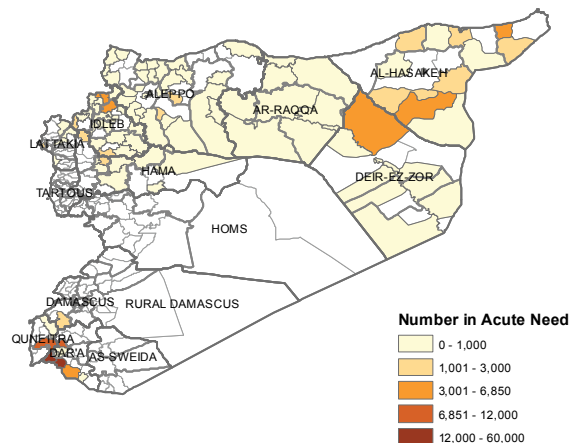 AL-HASAKEH
ALEPPO
AR-RAQQA
IDLEB
LATTAKIA
HAMA
DEIR-EZ-ZOR
TARTOUS
HOMS
DAMASCUS
RURAL DAMASCUS
QUNEITRA
DAR'A
AS-SWEIDA
Number in Acute Need
0 - 1,000
1,001 - 3,000
3,001 - 6,850
6,851 - 12,000
12,000 - 60,000